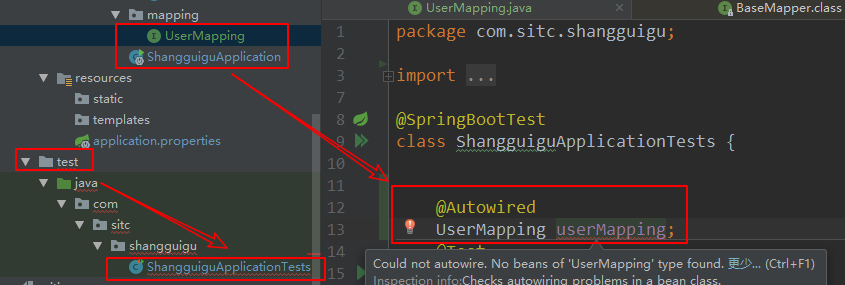 mapping
UserMapping
ShangguiguApplication
resources
static
templates
application.properties
test
java
com
sitc
shangguigu
ShangguiguApplicationTests
UserMapping.java
BaseMapper.class
1 package com.sitc.shangguigu;
2
3 import ...
7
8 @SpringBootTest
9 class ShangguiguApplicationTests {
10
11
12 @Autowired
13 UserMapping userMapping;
@Test
15
Could not autowire. No beans of 'UserMapping' type found. 更少... (Ctrl+F1)
Inspection info:Checks autowiring problems in a bean class.